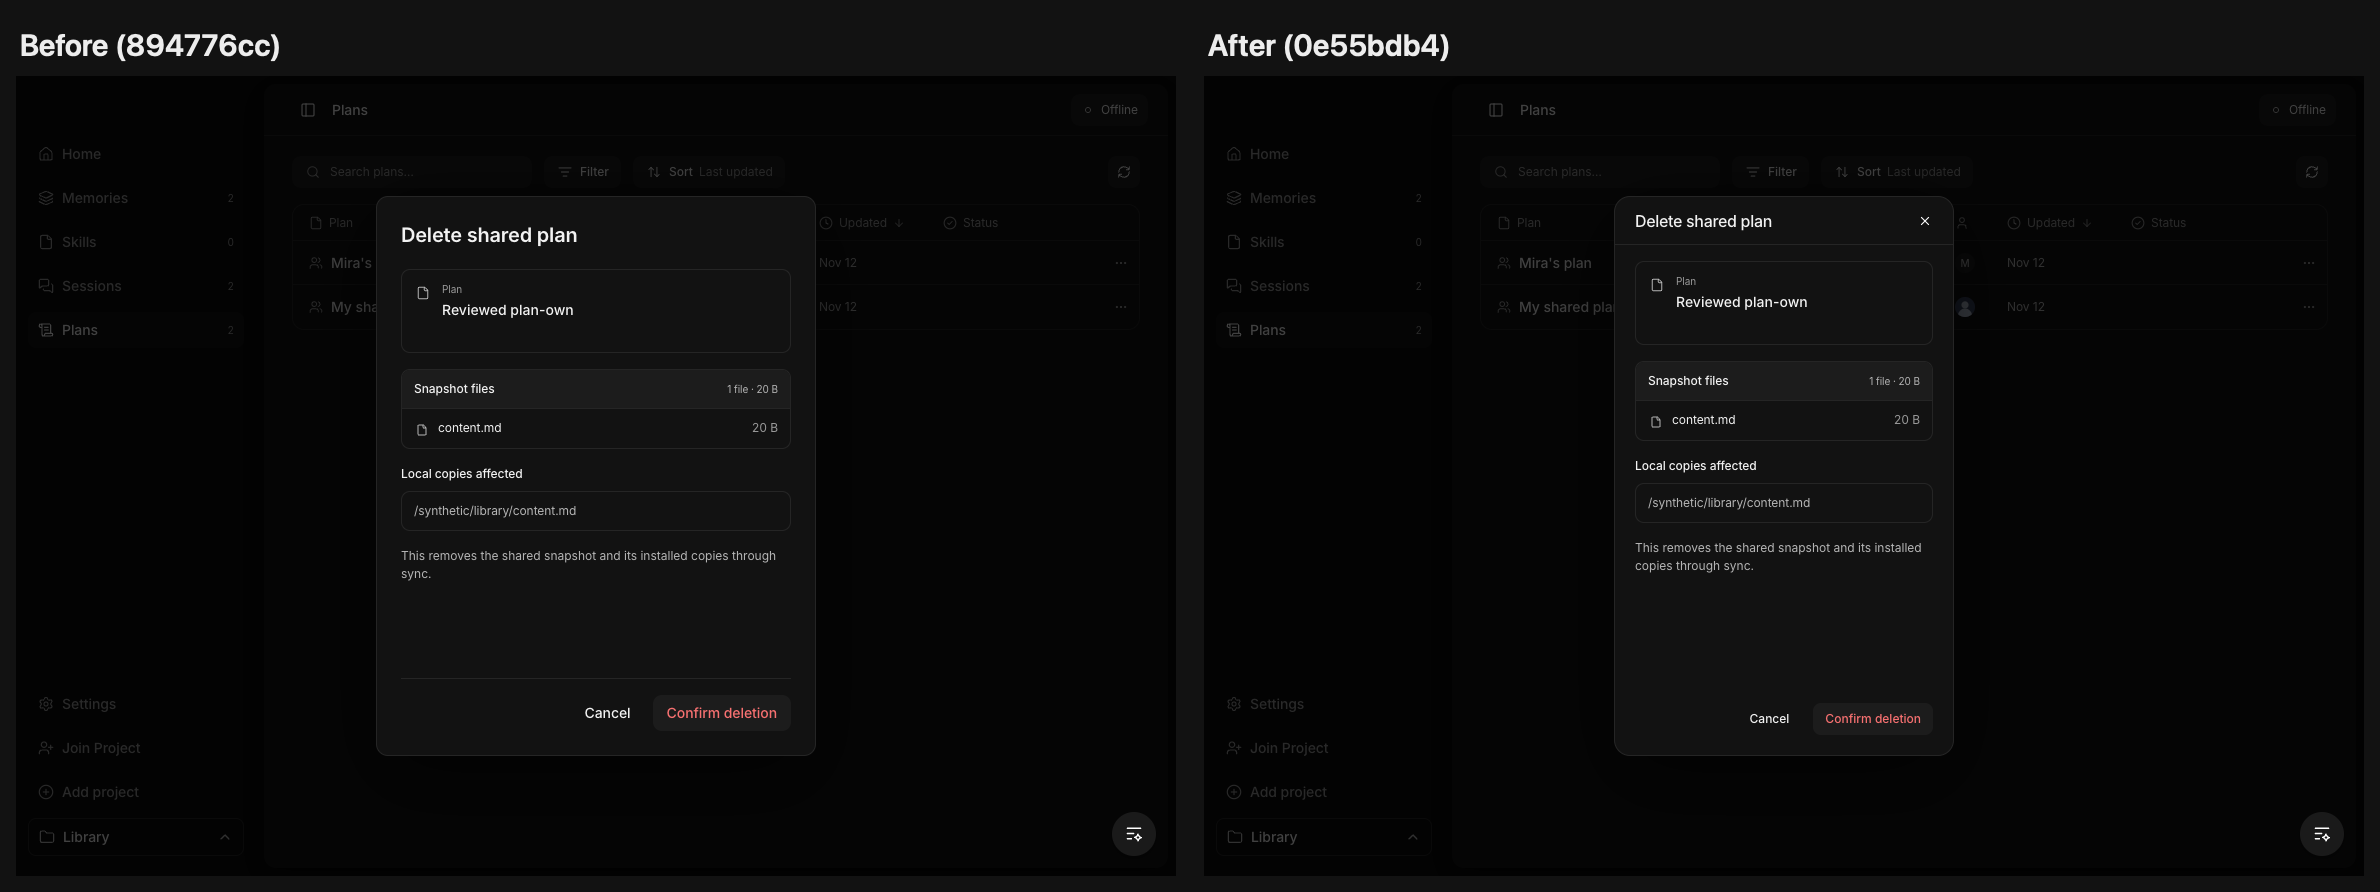 Before (894776cc)
Plans
Offline
Home
Memories 2
Skills 0
Sessions 2
Plans 2
Search plans...
Filter
Sort Last updated
Plan
Updated
Status
Mira's
Nov 12
My sha
Nov 12
Delete shared plan
Plan
Reviewed plan-own
Snapshot files 1 file · 20 B
content.md 20 B
Local copies affected
/synthetic/library/content.md
This removes the shared snapshot and its installed copies through
sync.
Cancel
Confirm deletion
Settings
Join Project
Add project
Library
After (0e55bdb4)
Plans
Offline
Home
Memories 2
Skills 0
Sessions 2
Plans 2
Search plans...
Filter
Sort Last updated
Plan
Updated
Status
Mira's plan
M
Nov 12
My shared pla
Nov 12
Delete shared plan
Plan
Reviewed plan-own
Snapshot files 1 file · 20 B
content.md 20 B
Local copies affected
/synthetic/library/content.md
This removes the shared snapshot and its installed
copies through sync.
Cancel
Confirm deletion
Settings
Join Project
Add project
Library